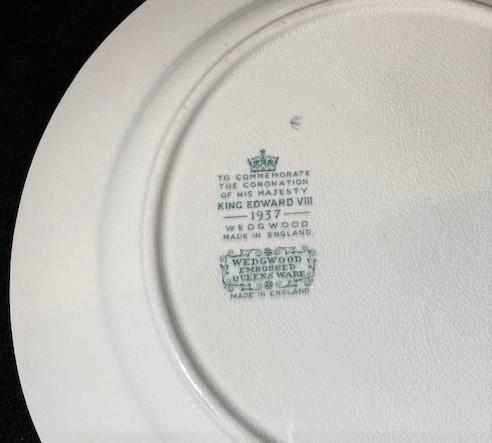 TO COMMEMORATE
THE CORONATION
OF HIS MAJESTY
KING EDWARD VIII
1937
WEDGWOOD
MADE IN ENGLAND.
WEDGWOOD
EMBOSSED
QUEENS WARE
MADE IN ENGLAND